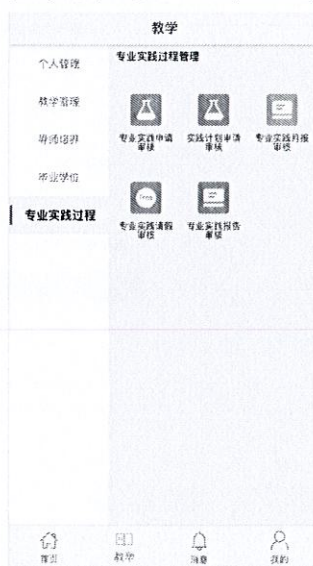 教学
个人管理
专业实践过程管理
教学管理
导师培养
毕业学位
专业实践过程
专业实践申请
审核
实践计划申请
审核
专业实践月报
审核
专业实践请假
审核
专业实践报告
审核
首页
教学
消息
我的